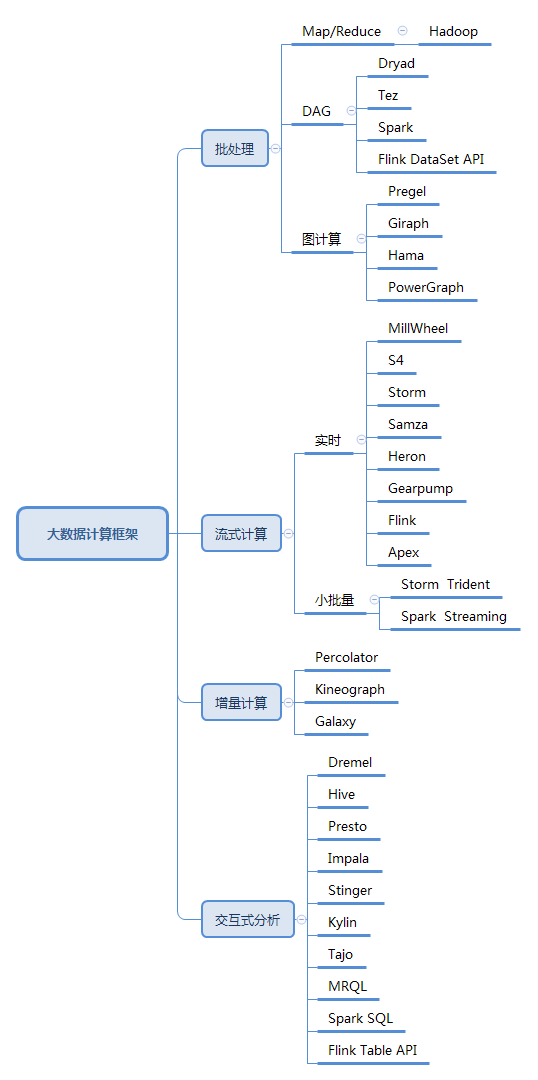 大数据计算框架
批处理
Map/Reduce
Hadoop
DAG
Dryad
Tez
Spark
Flink DataSet API
图计算
Pregel
Giraph
Hama
PowerGraph
流式计算
实时
MillWheel
S4
Storm
Samza
Heron
Gearpump
Flink
Apex
小批量
Storm Trident
Spark Streaming
增量计算
Percolator
Kineograph
Galaxy
交互式分析
Dremel
Hive
Presto
Impala
Stinger
Kylin
Tajo
MRQL
Spark SQL
Flink Table API